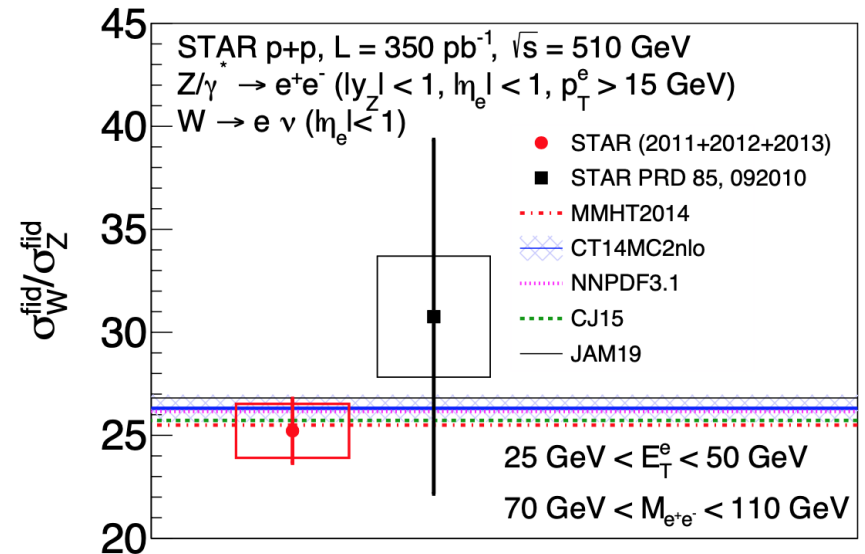 STAR p+p, L = 350 pb⁻¹, √s = 510 GeV
Z/γ* → e⁺e⁻ (|y_Z| < 1, |η_e| < 1, p_T^e > 15 GeV)
W → e ν (|η_e|< 1)
45
40
35
30
25
20
σ_W^fid/σ_Z^fid
STAR (2011+2012+2013)
STAR PRD 85, 092010
MMHT2014
CT14MC2nlo
NNPDF3.1
CJ15
JAM19
25 GeV < E_T^e < 50 GeV
70 GeV < M_e⁺e⁻ < 110 GeV